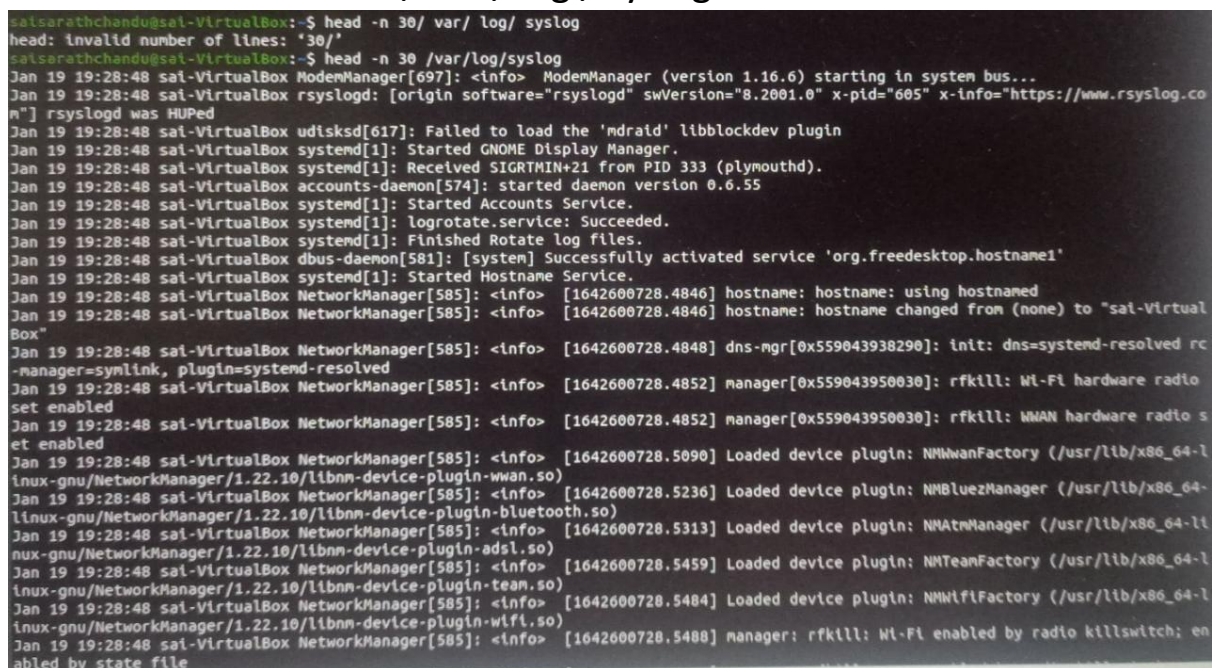 saisarathchandu@sai-VirtualBox:~$ head -n 30/ var/ log/ syslog
head: invalid number of lines: ‘30/’
saisarathchandu@sai-VirtualBox:~$ head -n 30 /var/log/syslog
Jan 19 19:28:48 sai-VirtualBox ModemManager[697]: <info>  ModemManager (version 1.16.6) starting in system bus...
Jan 19 19:28:48 sai-VirtualBox rsyslogd: [origin software="rsyslogd" swVersion="8.2001.0" x-pid="605" x-info="https://www.rsyslog.co
m"] rsyslogd was HUPed
Jan 19 19:28:48 sai-VirtualBox udisksd[617]: Failed to load the 'mdraid' libblockdev plugin
Jan 19 19:28:48 sai-VirtualBox systemd[1]: Started GNOME Display Manager.
Jan 19 19:28:48 sai-VirtualBox systemd[1]: Received SIGRTMIN+21 from PID 333 (plymouthd).
Jan 19 19:28:48 sai-VirtualBox accounts-daemon[574]: started daemon version 0.6.55
Jan 19 19:28:48 sai-VirtualBox systemd[1]: Started Accounts Service.
Jan 19 19:28:48 sai-VirtualBox systemd[1]: logrotate.service: Succeeded.
Jan 19 19:28:48 sai-VirtualBox systemd[1]: Finished Rotate log files.
Jan 19 19:28:48 sai-VirtualBox dbus-daemon[581]: [system] Successfully activated service 'org.freedesktop.hostname1'
Jan 19 19:28:48 sai-VirtualBox systemd[1]: Started Hostname Service.
Jan 19 19:28:48 sai-VirtualBox NetworkManager[585]: <info>  [1642600728.4846] hostname: hostname: using hostnamed
Jan 19 19:28:48 sai-VirtualBox NetworkManager[585]: <info>  [1642600728.4846] hostname: hostname changed from (none) to "sai-Virtual
Box"
Jan 19 19:28:48 sai-VirtualBox NetworkManager[585]: <info>  [1642600728.4848] dns-mgr[0x559043938290]: init: dns=systemd-resolved rc
-manager=symlink, plugin=systemd-resolved
Jan 19 19:28:48 sai-VirtualBox NetworkManager[585]: <info>  [1642600728.4852] manager[0x559043950030]: rfkill: Wi-Fi hardware radio
set enabled
Jan 19 19:28:48 sai-VirtualBox NetworkManager[585]: <info>  [1642600728.4852] manager[0x559043950030]: rfkill: WWAN hardware radio s
et enabled
Jan 19 19:28:48 sai-VirtualBox NetworkManager[585]: <info>  [1642600728.5090] Loaded device plugin: NMWwanFactory (/usr/lib/x86_64-l
inux-gnu/NetworkManager/1.22.10/libnm-device-plugin-wwan.so)
Jan 19 19:28:48 sai-VirtualBox NetworkManager[585]: <info>  [1642600728.5236] Loaded device plugin: NMBluezManager (/usr/lib/x86_64-
linux-gnu/NetworkManager/1.22.10/libnm-device-plugin-bluetooth.so)
Jan 19 19:28:48 sai-VirtualBox NetworkManager[585]: <info>  [1642600728.5313] Loaded device plugin: NMAtmManager (/usr/lib/x86_64-li
nux-gnu/NetworkManager/1.22.10/libnm-device-plugin-adsl.so)
Jan 19 19:28:48 sai-VirtualBox NetworkManager[585]: <info>  [1642600728.5459] Loaded device plugin: NMTeamFactory (/usr/lib/x86_64-l
inux-gnu/NetworkManager/1.22.10/libnm-device-plugin-team.so)
Jan 19 19:28:48 sai-VirtualBox NetworkManager[585]: <info>  [1642600728.5484] Loaded device plugin: NMWifiFactory (/usr/lib/x86_64-l
inux-gnu/NetworkManager/1.22.10/libnm-device-plugin-wifi.so)
Jan 19 19:28:48 sai-VirtualBox NetworkManager[585]: <info>  [1642600728.5488] manager: rfkill: Wi-Fi enabled by radio killswitch; en
abled by state file